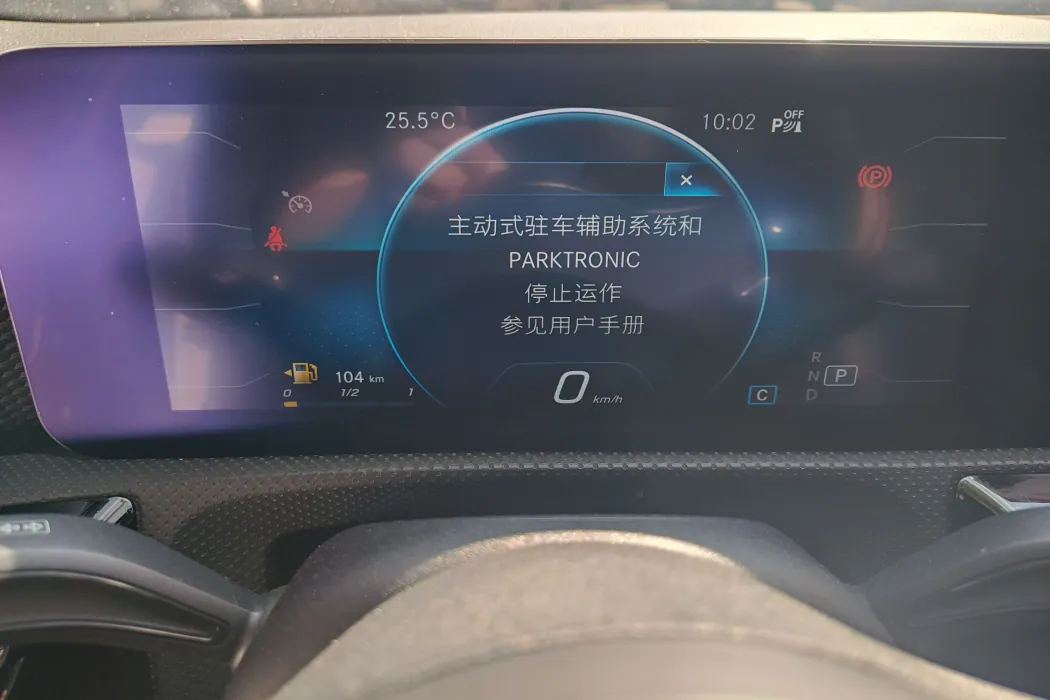 25.5°C
10:02 P OFF
×
主动式驻车辅助系统和
PARKTRONIC
停止运作
参见用户手册
P
104 km
0 1/2 1
0 km/h
C
R
N P
D